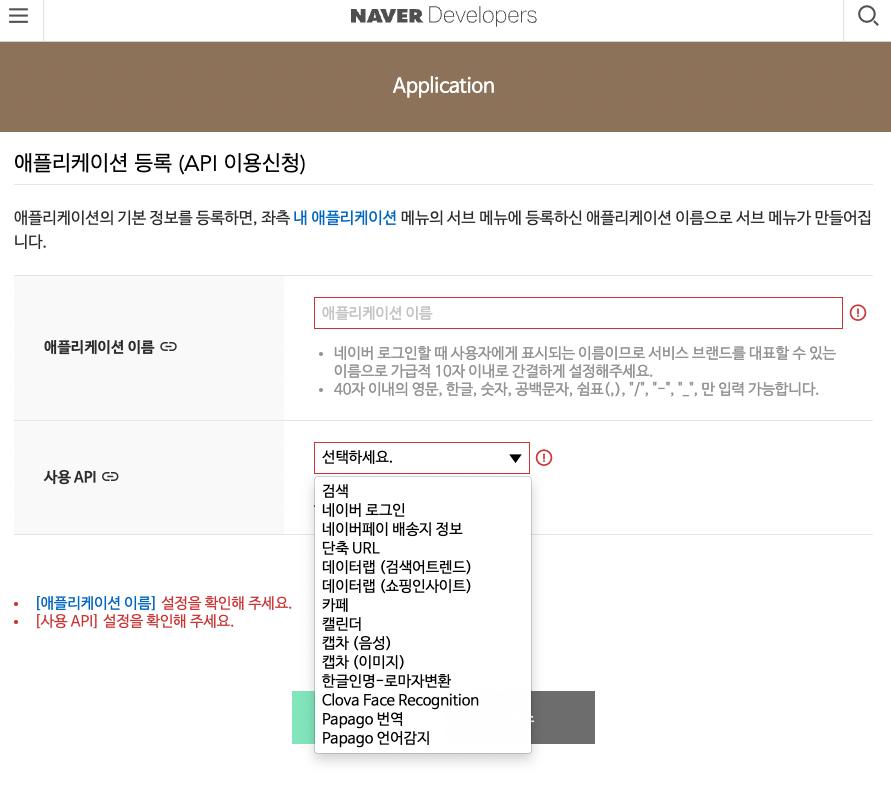 NAVER Developers
Application
애플리케이션 등록 (API 이용신청)
애플리케이션의 기본 정보를 등록하면, 좌측 내 애플리케이션 메뉴의 서브 메뉴에 등록하신 애플리케이션 이름으로 서브 메뉴가 만들어집
니다.
애플리케이션 이름
애플리케이션 이름
• 네이버 로그인할 때 사용자에게 표시되는 이름이므로 서비스 브랜드를 대표할 수 있는
이름으로 가급적 10자 이내로 간결하게 설정해주세요.
• 40자 이내의 영문, 한글, 숫자, 공백문자, 쉼표(,), "/", "-", "_", 만 입력 가능합니다.
사용 API
선택하세요.
검색
네이버 로그인
네이버페이 배송지 정보
단축 URL
데이터랩 (검색어트렌드)
데이터랩 (쇼핑인사이트)
카페
캘린더
캡차 (음성)
캡차 (이미지)
한글인명-로마자변환
Clova Face Recognition
Papago 번역
Papago 언어감지
• [애플리케이션 이름] 설정을 확인해 주세요.
• [사용 API] 설정을 확인해 주세요.